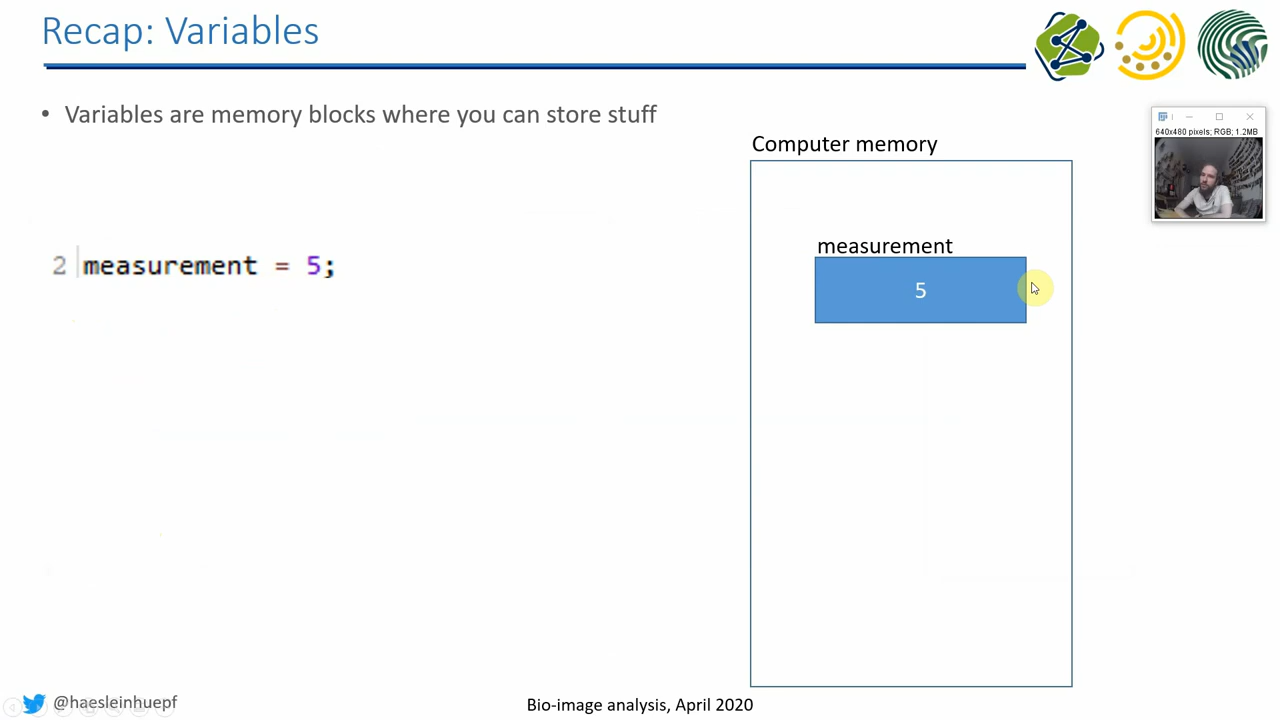 Recap: Variables
• Variables are memory blocks where you can store stuff
Computer memory
640x480 pixels; RGB; 1.2MB
measurement
5
2 measurement = 5;
@haesleinhuepf
Bio-image analysis, April 2020